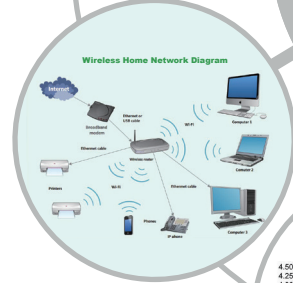 Wireless Home Network Diagram
Internet
Ethernet or
USB cable
Broadband
modem
Wi-Fi
Computer 1
Ethernet cable
Wireless router
Computer 2
Printers
Wi-Fi
Ethernet cable
Phones
IP phone
Computer 3
4.50
4.25